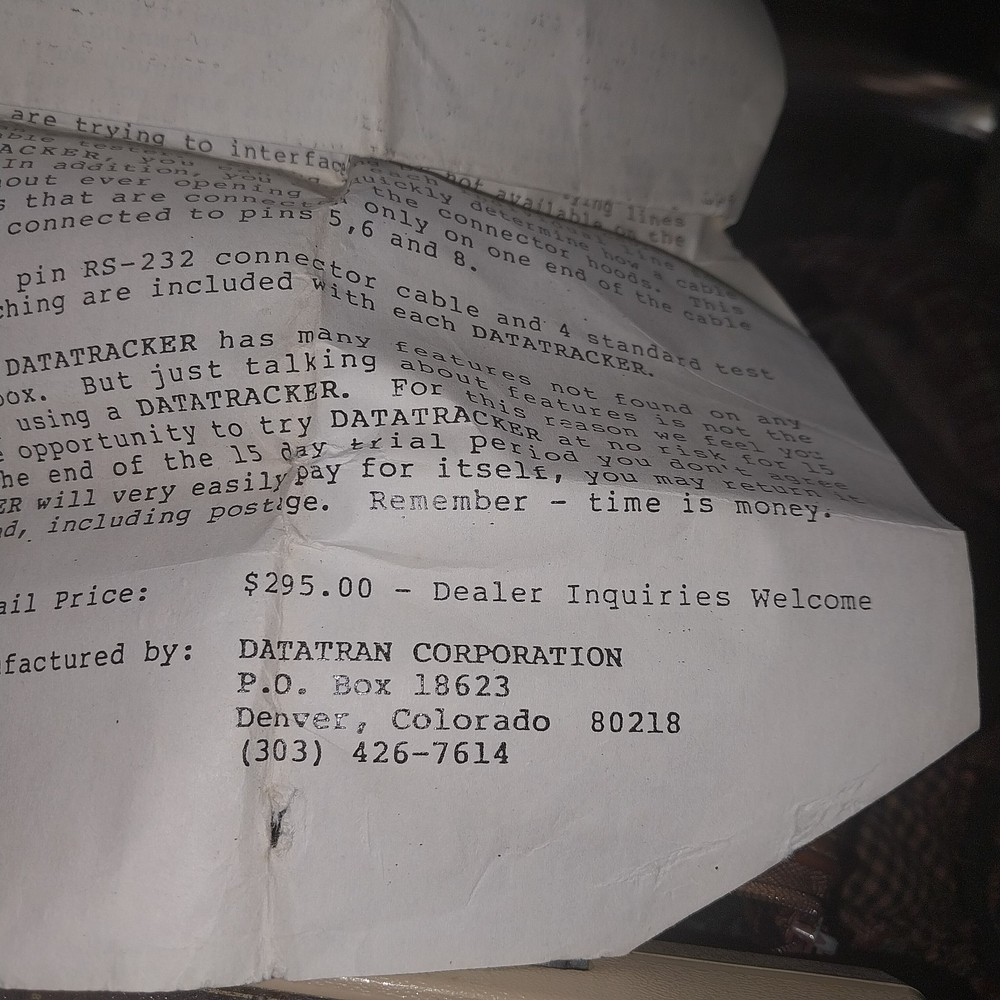 are trying to interfac
ACKER, you
In addition, you quickly determine
out ever opening the connector hoods. This
s that are connect only on one end of the cable
connected to pins 5,6 and 8.
pin RS-232 connector cable and 4 standard test
ching are included with each DATATRACKER.
DATATRACKER has many features not found on any
box. But just talking about features is not the
using a DATATRACKER. For this reason we feel you
opportunity to try DATATRACKER at no risk for 15
he end of the 15 day trial period you don't agree
ER will very easily pay for itself, you may return it
d, including postage. Remember - time is money.
ail Price: $295.00 - Dealer Inquiries Welcome
factured by: DATATRAN CORPORATION
P.O. Box 18623
Denver, Colorado 80218
(303) 426-7614